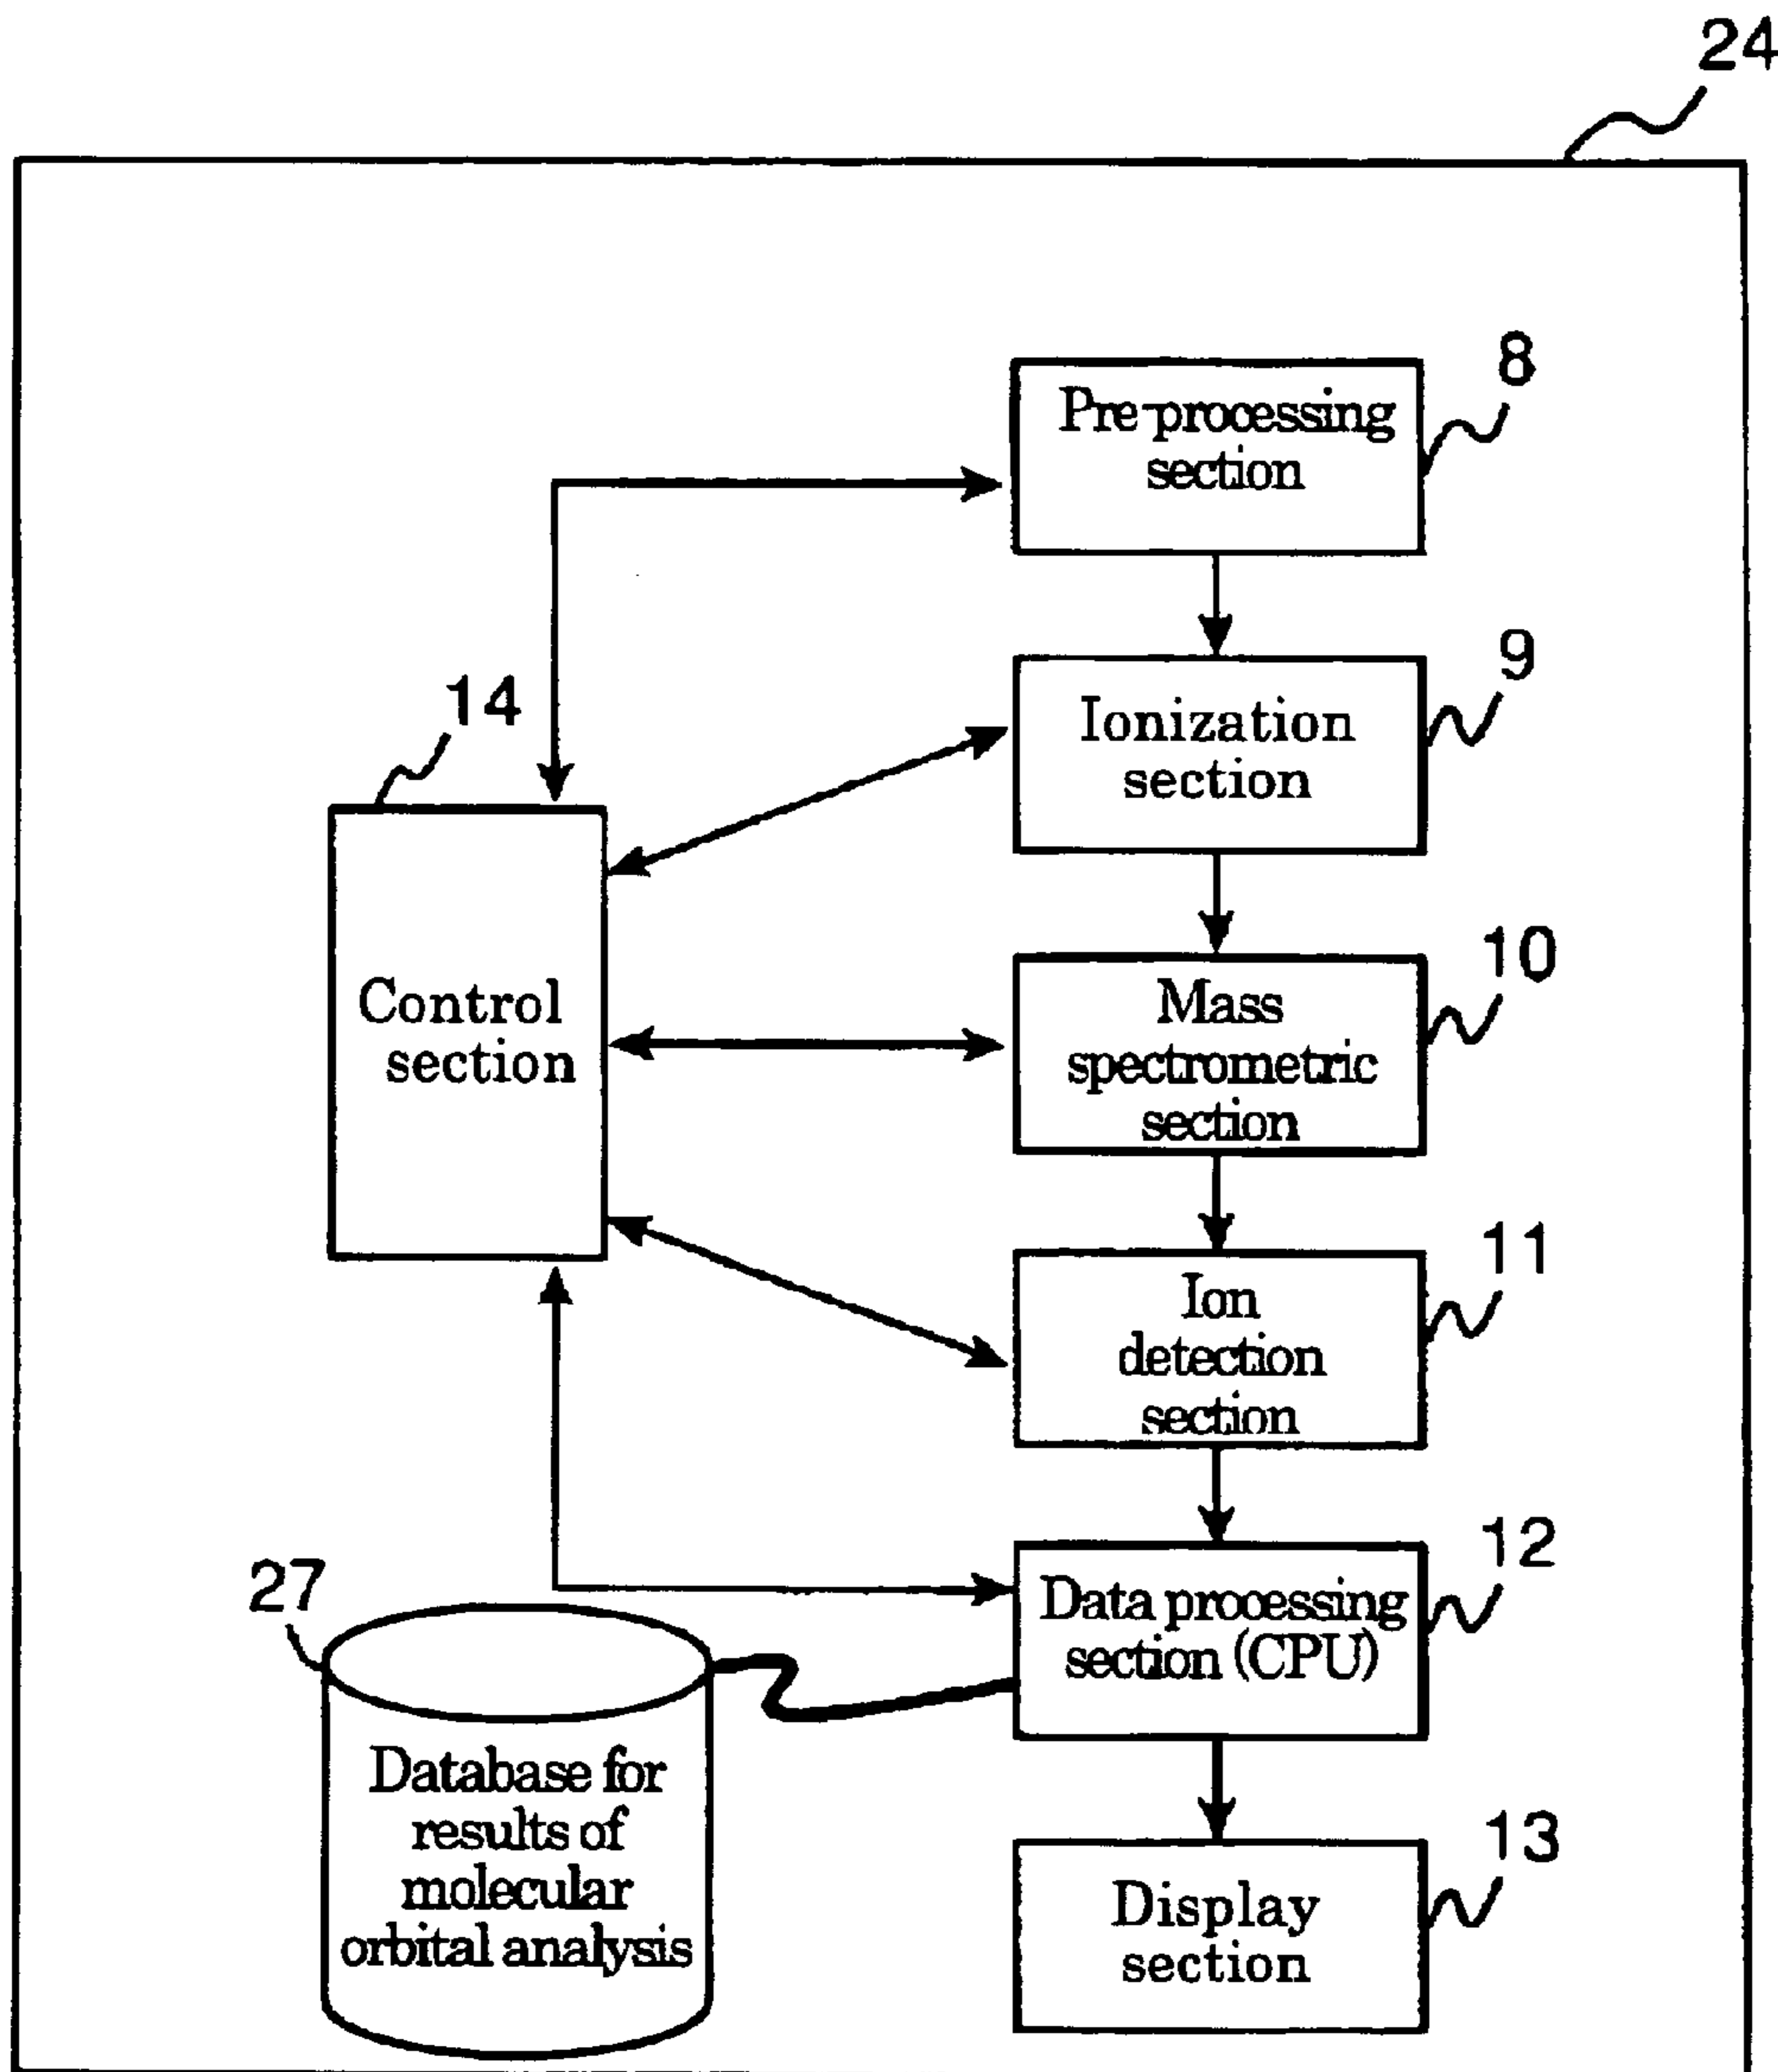 24
8
Pre-processing
section
9
Ionization
section
14
Control
section
10
Mass
spectrometric
section
11
Ion
detection
section
12
Data processing
section (CPU)
27
Database for
results of
molecular
orbital analysis
13
Display
section